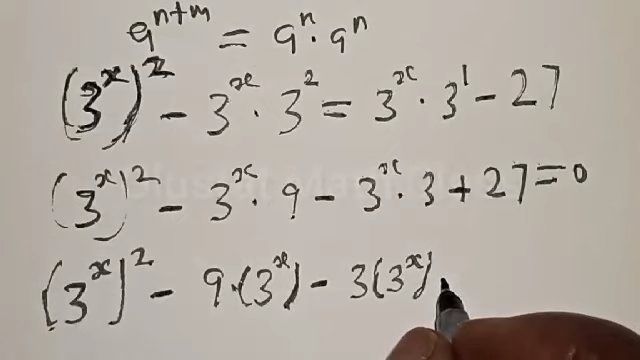 a^{n+m} = a^n · a^n
(3^x)^2 - 3^x · 3^2 = 3^x · 3^1 - 27
(3^x)^2 - 3^x · 9 - 3^x · 3 + 27 = 0
(3^x)^2 - 9·(3^x) - 3(3^x)